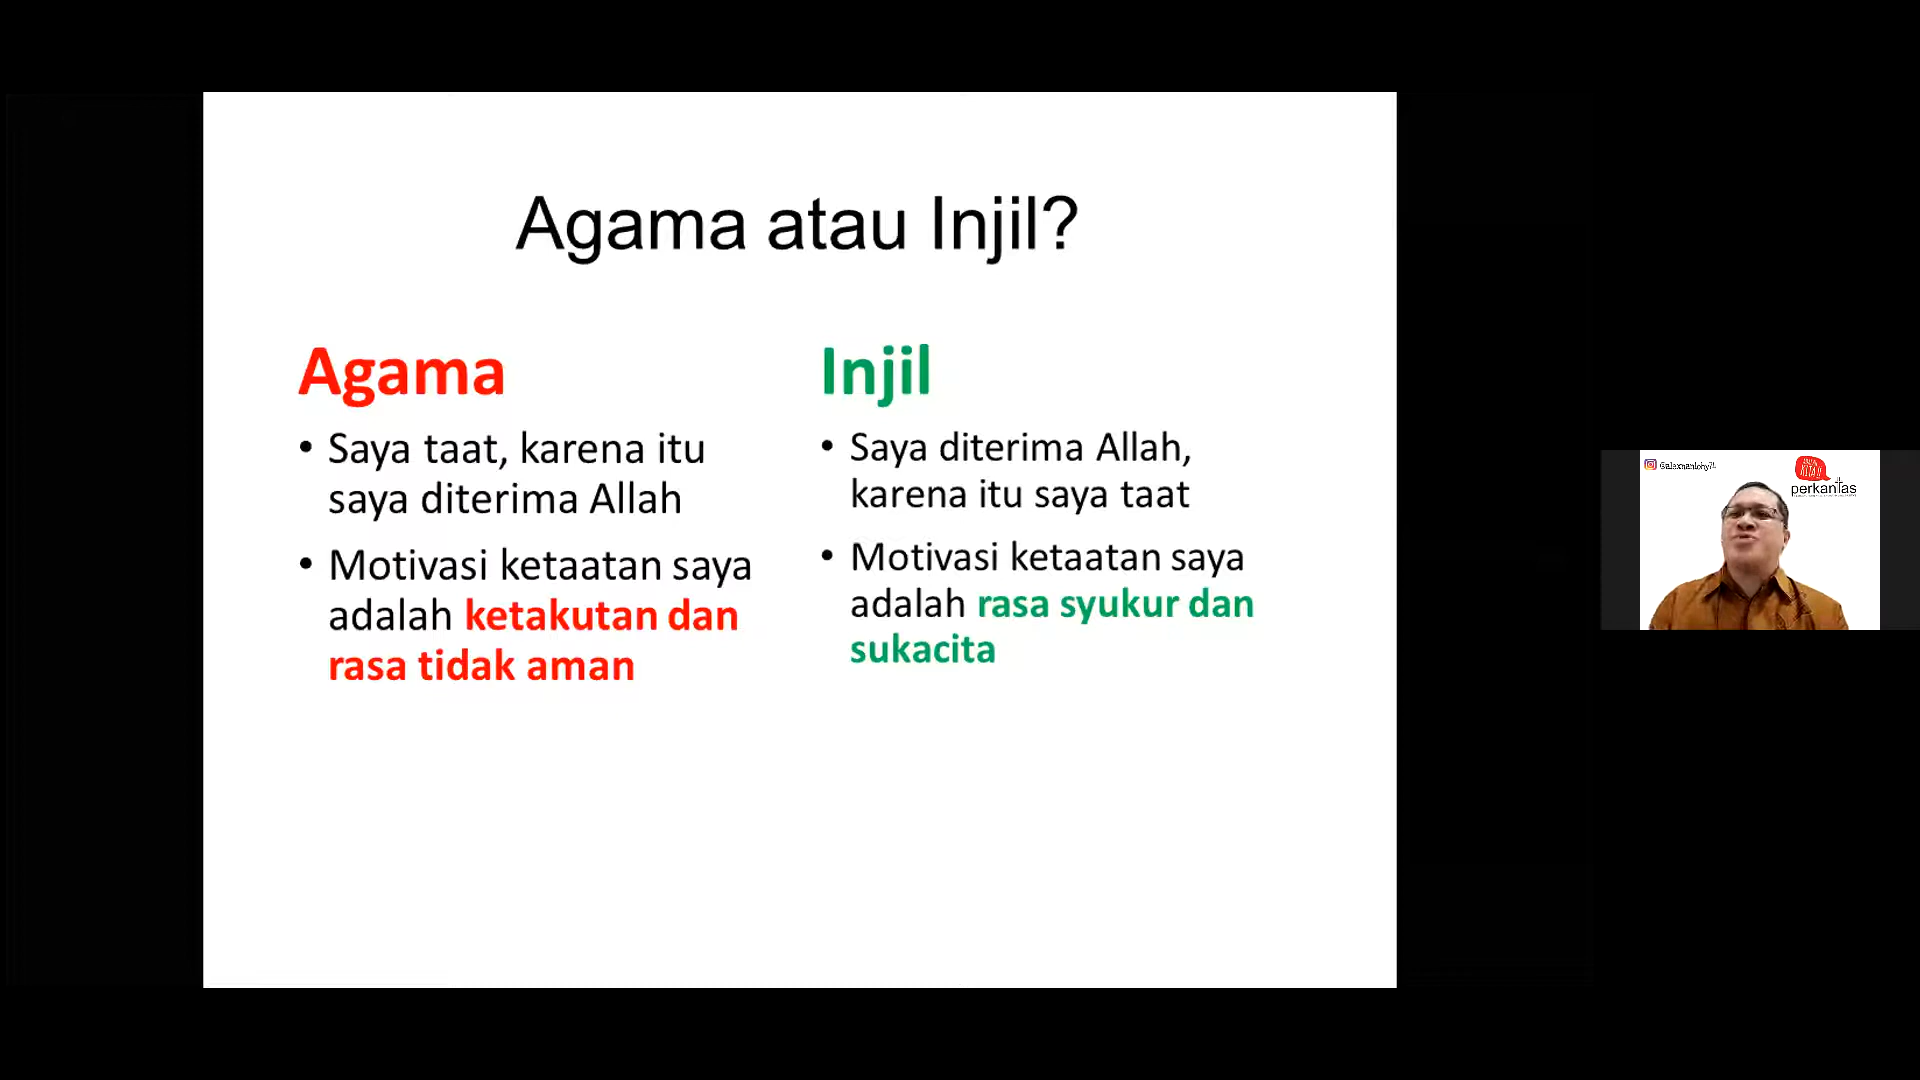 Agama atau Injil?
Agama
• Saya taat, karena itu
saya diterima Allah
• Motivasi ketaatan saya
adalah ketakutan dan
rasa tidak aman
Injil
• Saya diterima Allah,
karena itu saya taat
• Motivasi ketaatan saya
adalah rasa syukur dan
sukacita
perkantas